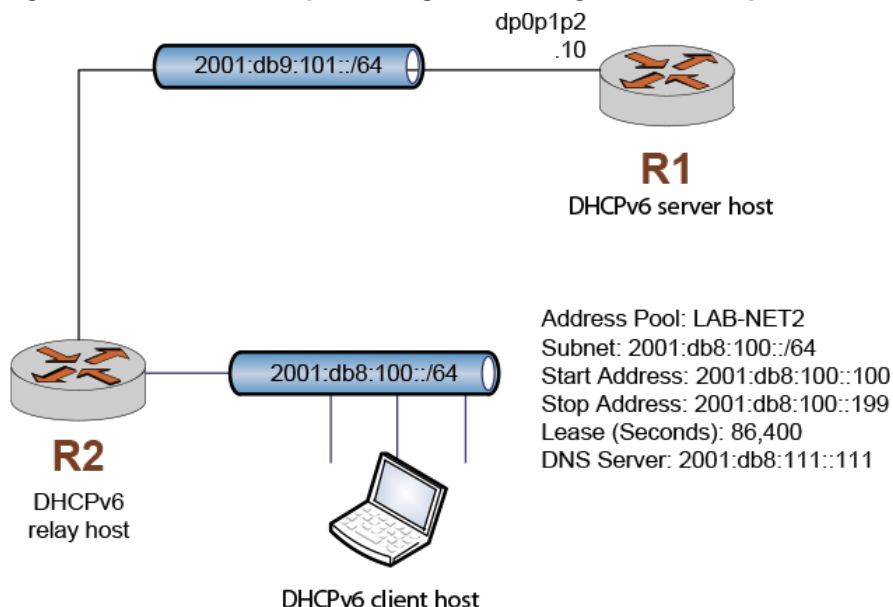 dp0p1p2
.10
2001:db9:101::/64
R1
DHCPv6 server host
Address Pool: LAB-NET2
Subnet: 2001:db8:100::/64
Start Address: 2001:db8:100::100
Stop Address: 2001:db8:100::199
Lease (Seconds): 86,400
DNS Server: 2001:db8:111::111
2001:db8:100::/64
R2
DHCPv6
relay host
DHCPv6 client host